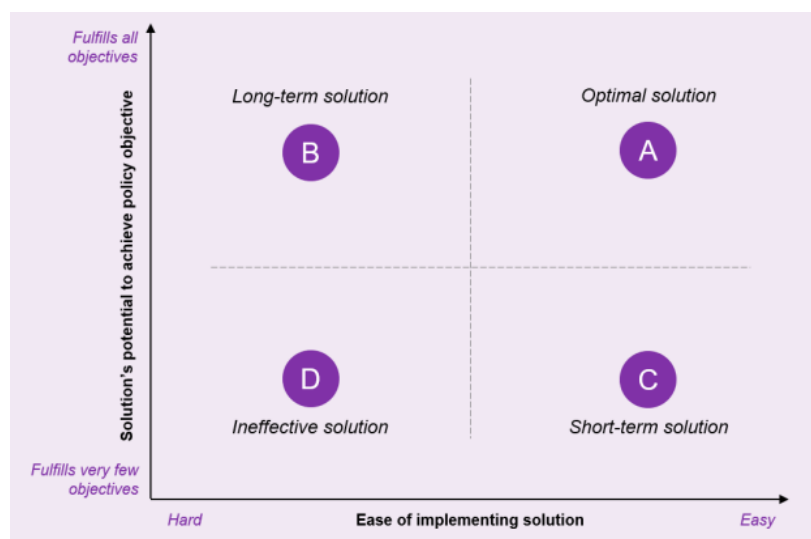 Fulfills all
objectives
Long-term solution
Optimal solution
B
A
Solution's potential to achieve policy objective
D
C
Ineffective solution
Short-term solution
Fulfills very few
objectives
Hard
Ease of implementing solution
Easy